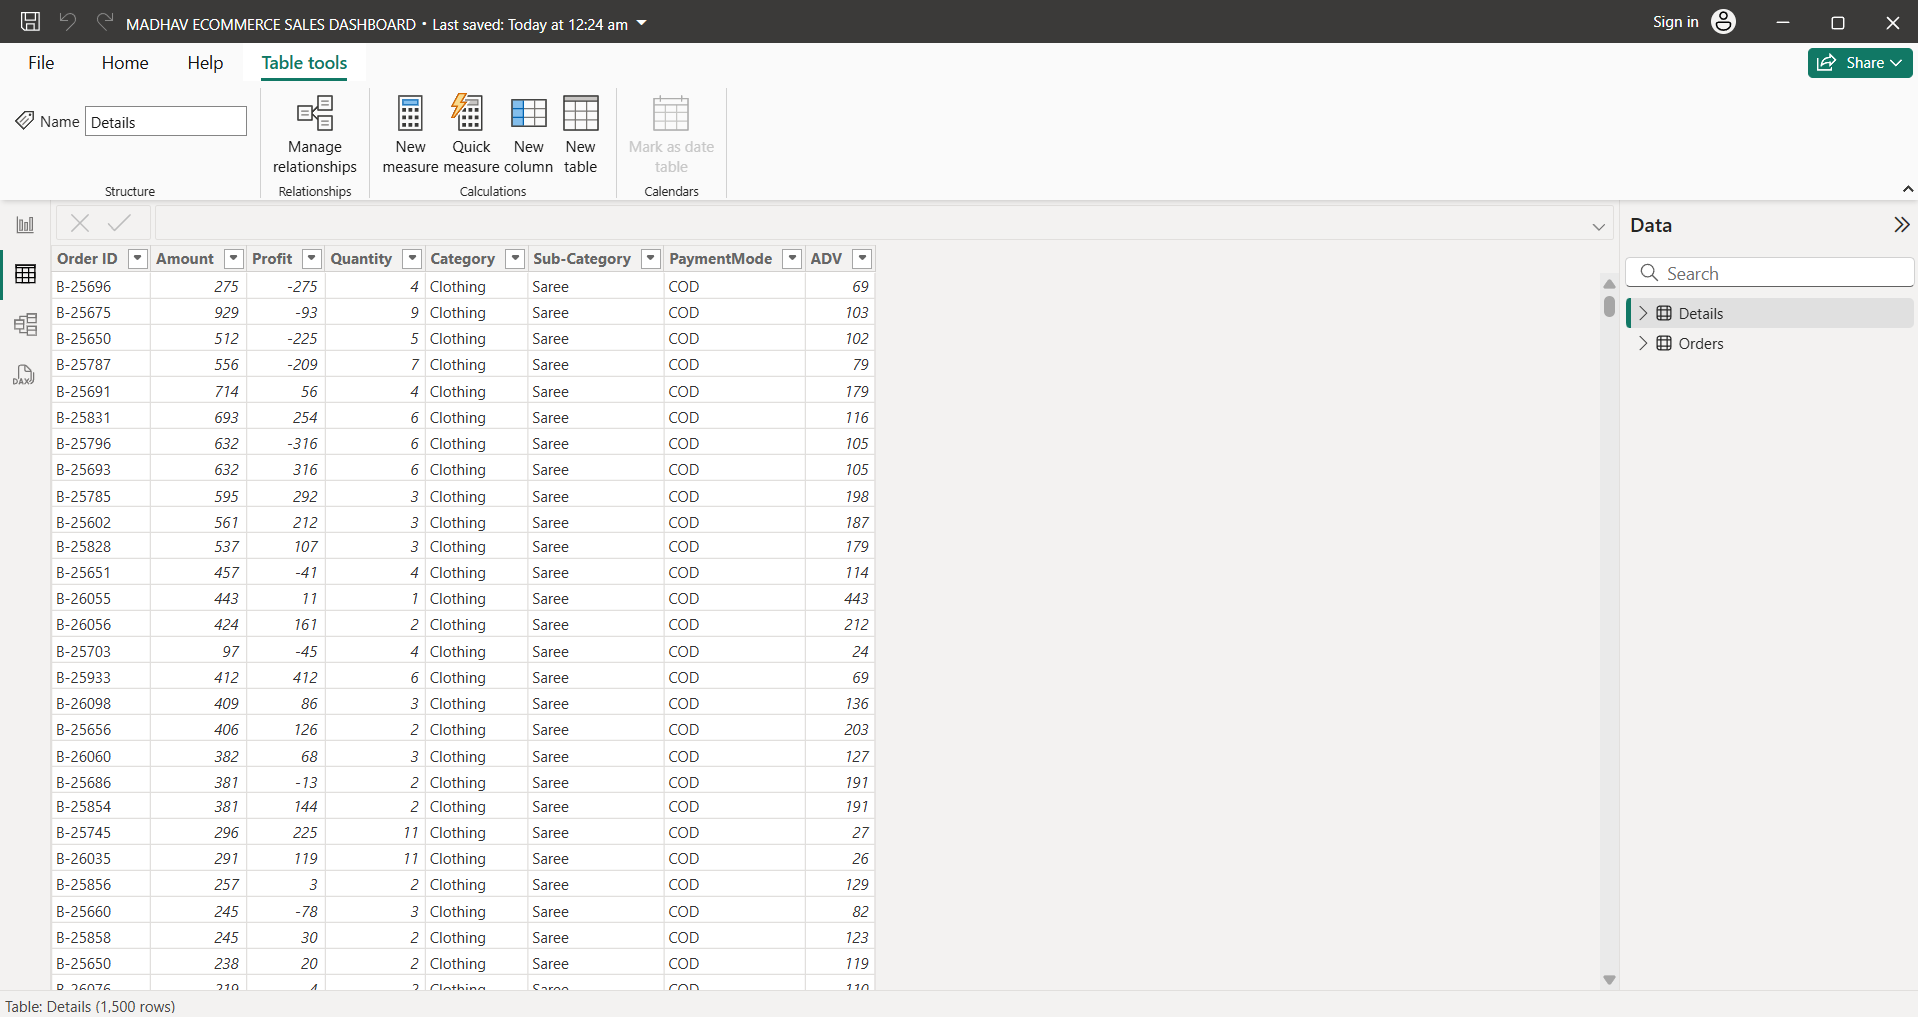 MADHAV ECOMMERCE SALES DASHBOARD • Last saved: Today at 12:24 am
Sign in
File Home Help Table tools
Share
Name Details
Manage relationships
New measure
Quick measure
New column
New table
Mark as date table
Structure
Relationships
Calculations
Calendars
DAX
Data
Search
Details
Orders
Order ID Amount Profit Quantity Category Sub-Category PaymentMode ADV
B-25696 275 -275 4 Clothing Saree COD 69
B-25675 929 -93 9 Clothing Saree COD 103
B-25650 512 -225 5 Clothing Saree COD 102
B-25787 556 -209 7 Clothing Saree COD 79
B-25691 714 56 4 Clothing Saree COD 179
B-25831 693 254 6 Clothing Saree COD 116
B-25796 632 -316 6 Clothing Saree COD 105
B-25693 632 316 6 Clothing Saree COD 105
B-25785 595 292 3 Clothing Saree COD 198
B-25602 561 212 3 Clothing Saree COD 187
B-25828 537 107 3 Clothing Saree COD 179
B-25651 457 -41 4 Clothing Saree COD 114
B-26055 443 11 1 Clothing Saree COD 443
B-26056 424 161 2 Clothing Saree COD 212
B-25703 97 -45 4 Clothing Saree COD 24
B-25933 412 412 6 Clothing Saree COD 69
B-26098 409 86 3 Clothing Saree COD 136
B-25656 406 126 2 Clothing Saree COD 203
B-26060 382 68 3 Clothing Saree COD 127
B-25686 381 -13 2 Clothing Saree COD 191
B-25854 381 144 2 Clothing Saree COD 191
B-25745 296 225 11 Clothing Saree COD 27
B-26035 291 119 11 Clothing Saree COD 26
B-25856 257 3 2 Clothing Saree COD 129
B-25660 245 -78 3 Clothing Saree COD 82
B-25858 245 30 2 Clothing Saree COD 123
B-25650 238 20 2 Clothing Saree COD 119
B-26076 219 4 2 Clothing Saree COD 110
Table: Details (1,500 rows)